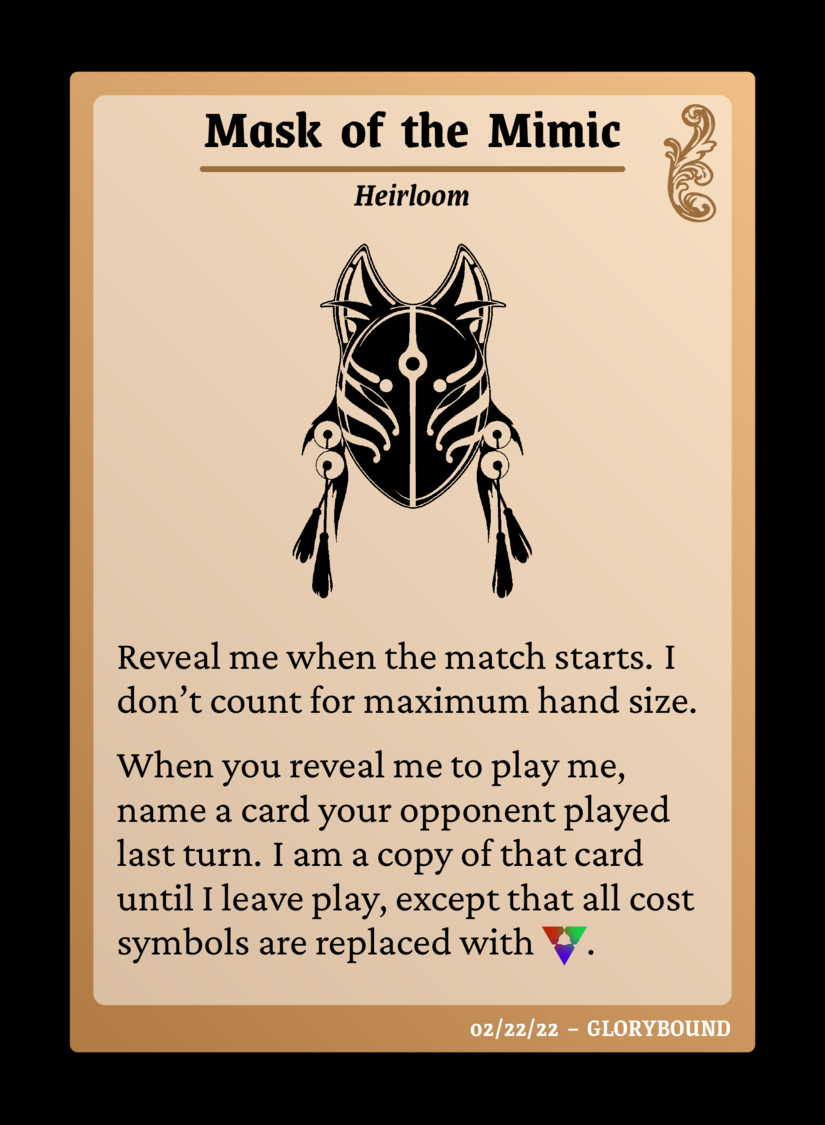 Mask of the Mimic
Heirloom
Reveal me when the match starts. I
don’t count for maximum hand size.
When you reveal me to play me,
name a card your opponent played
last turn. I am a copy of that card
until I leave play, except that all cost
symbols are replaced with .
02/22/22 – GLORYBOUND